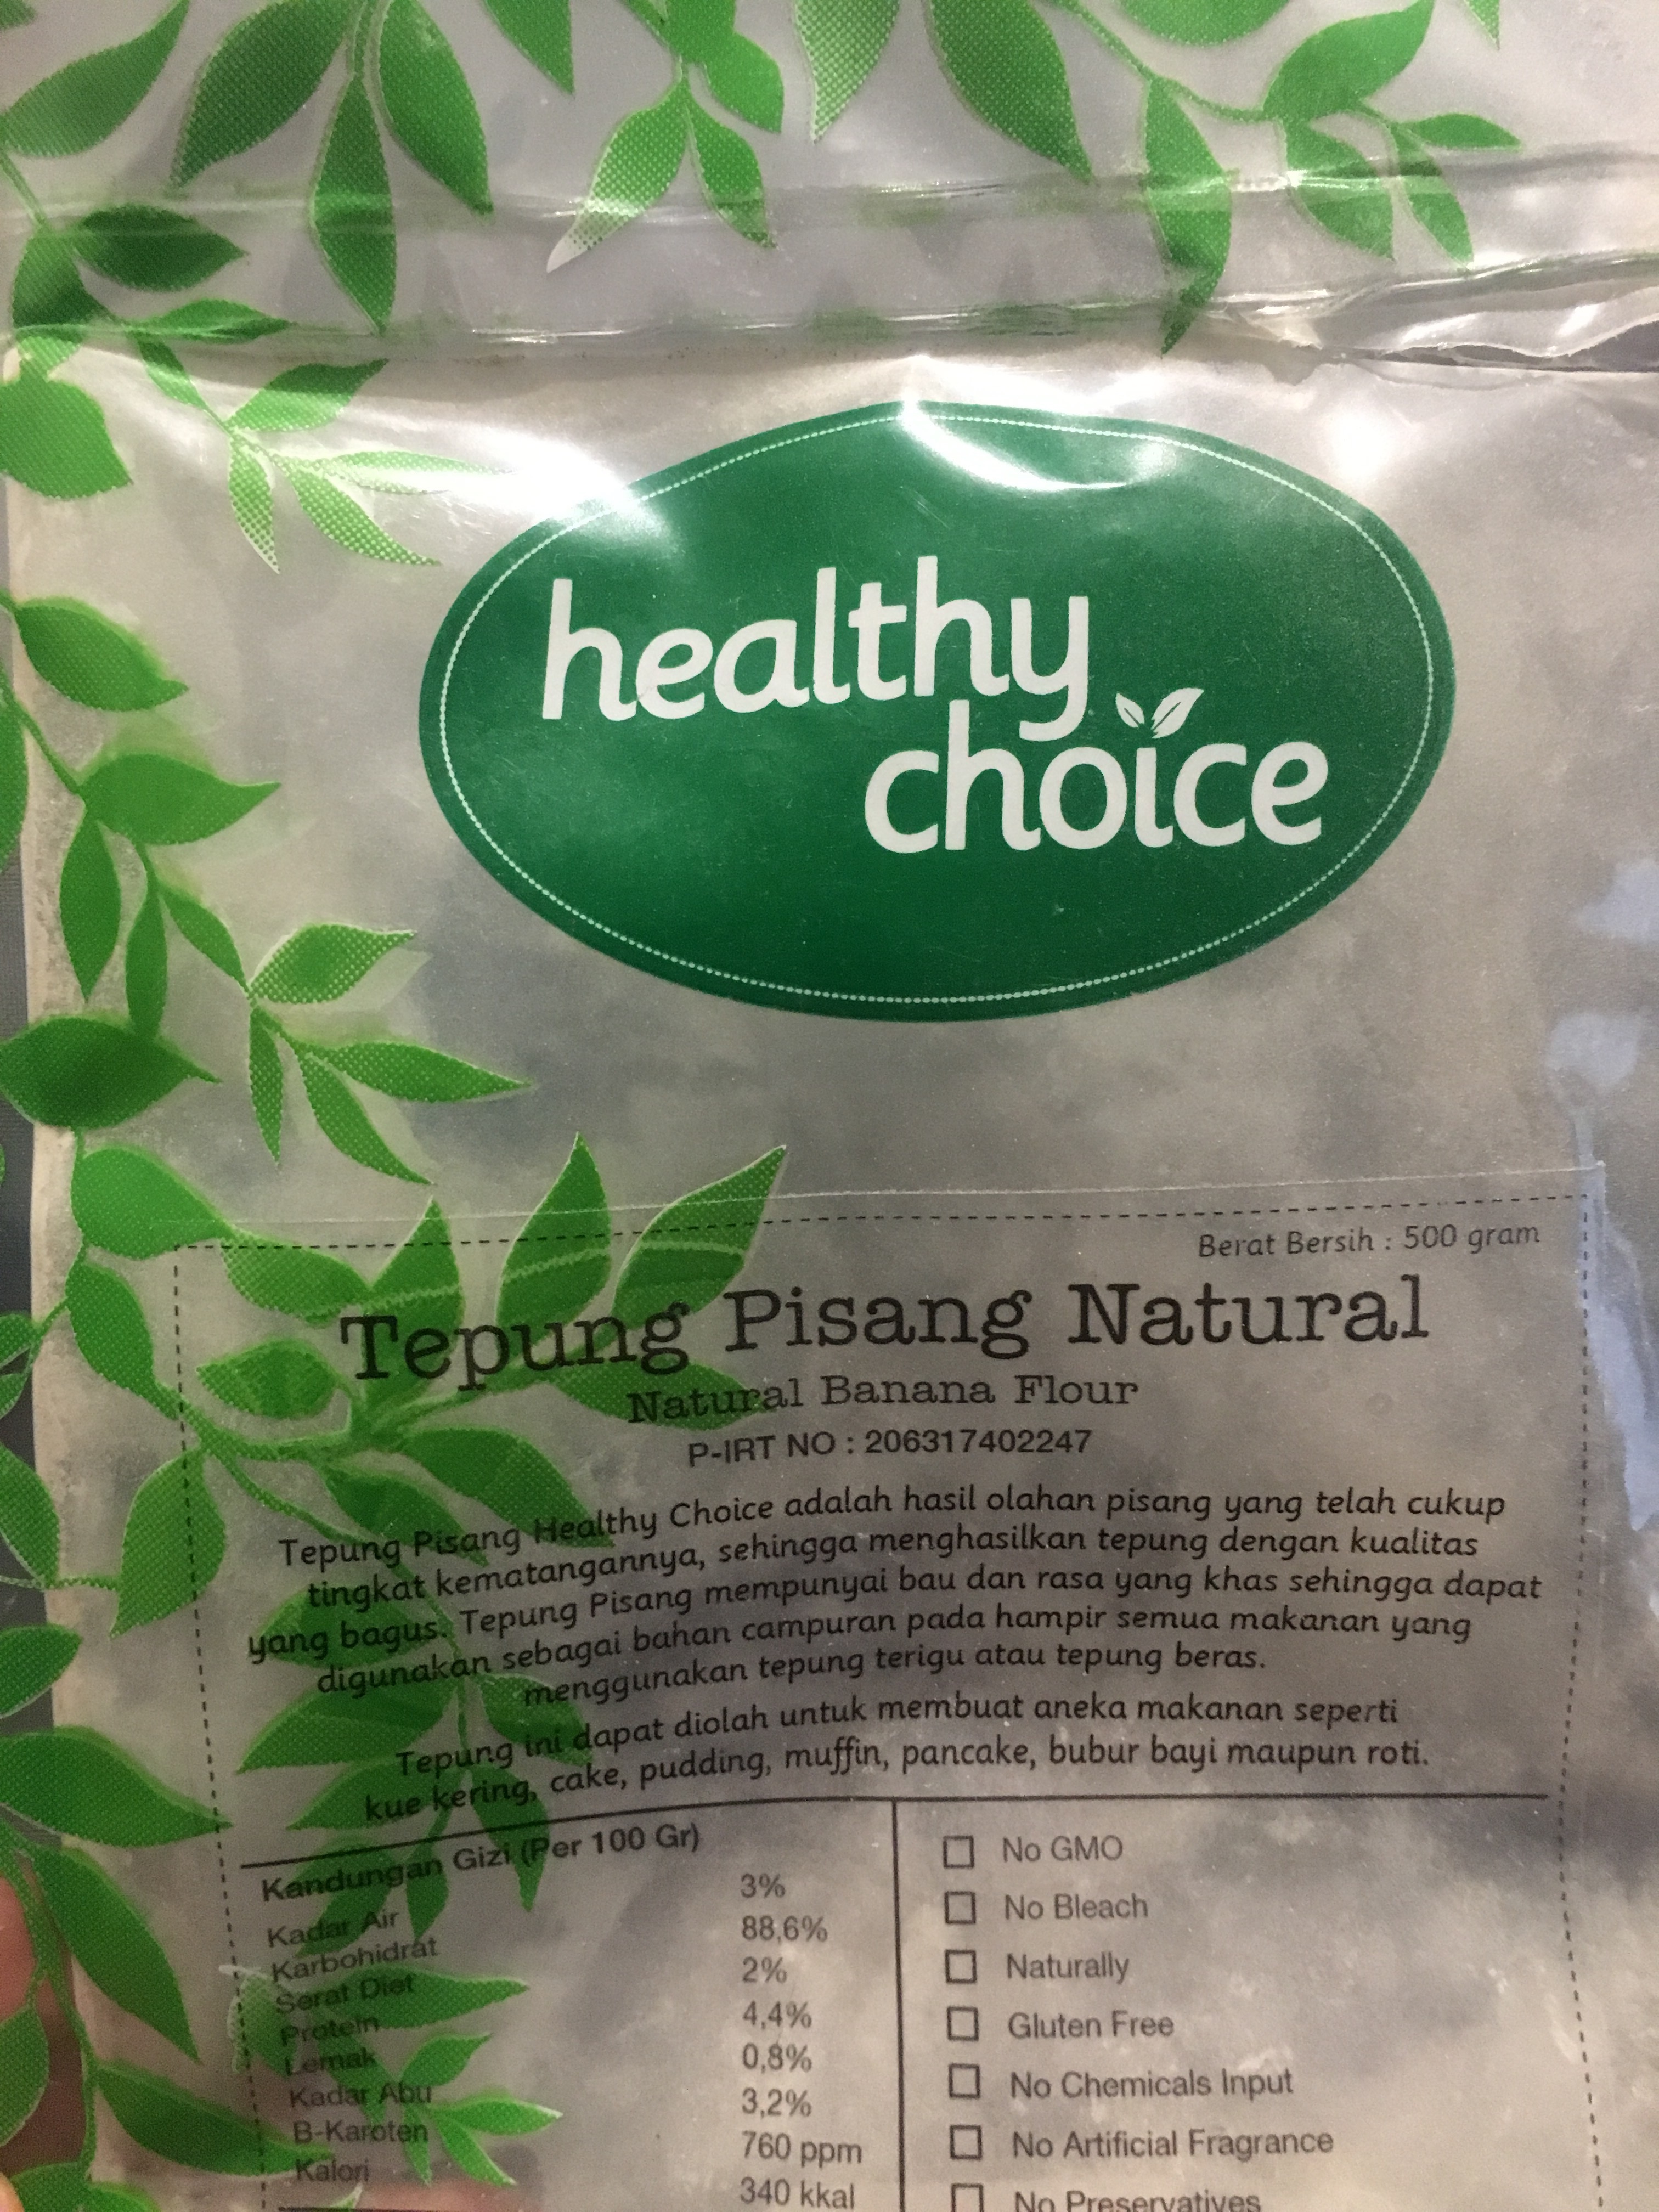 healthy
choice
Berat Bersih : 500 gram
Tepung Pisang Natural
Natural Banana Flour
P-IRT NO : 206317402247
Tepung Pisang Healthy Choice adalah hasil olahan pisang yang telah cukup
tingkat kematangannya, sehingga menghasilkan tepung dengan kualitas
yang bagus. Tepung Pisang mempunyai bau dan rasa yang khas sehingga dapat
digunakan sebagai bahan campuran pada hampir semua makanan yang
menggunakan tepung terigu atau tepung beras.
Tepung ini dapat diolah untuk membuat aneka makanan seperti
kue kering, cake, pudding, muffin, pancake, bubur bayi maupun roti.
Kandungan Gizi (Per 100 Gr)
Kadar Air 3%
Karbohidrat 88,6%
Serat Diet 2%
Protein 4,4%
Lemak 0,8%
Kadar Abu 3,2%
B-Karoten 760 ppm
Kalori 340 kkal
No GMO
No Bleach
Naturally
Gluten Free
No Chemicals Input
No Artificial Fragrance
No Preservatives